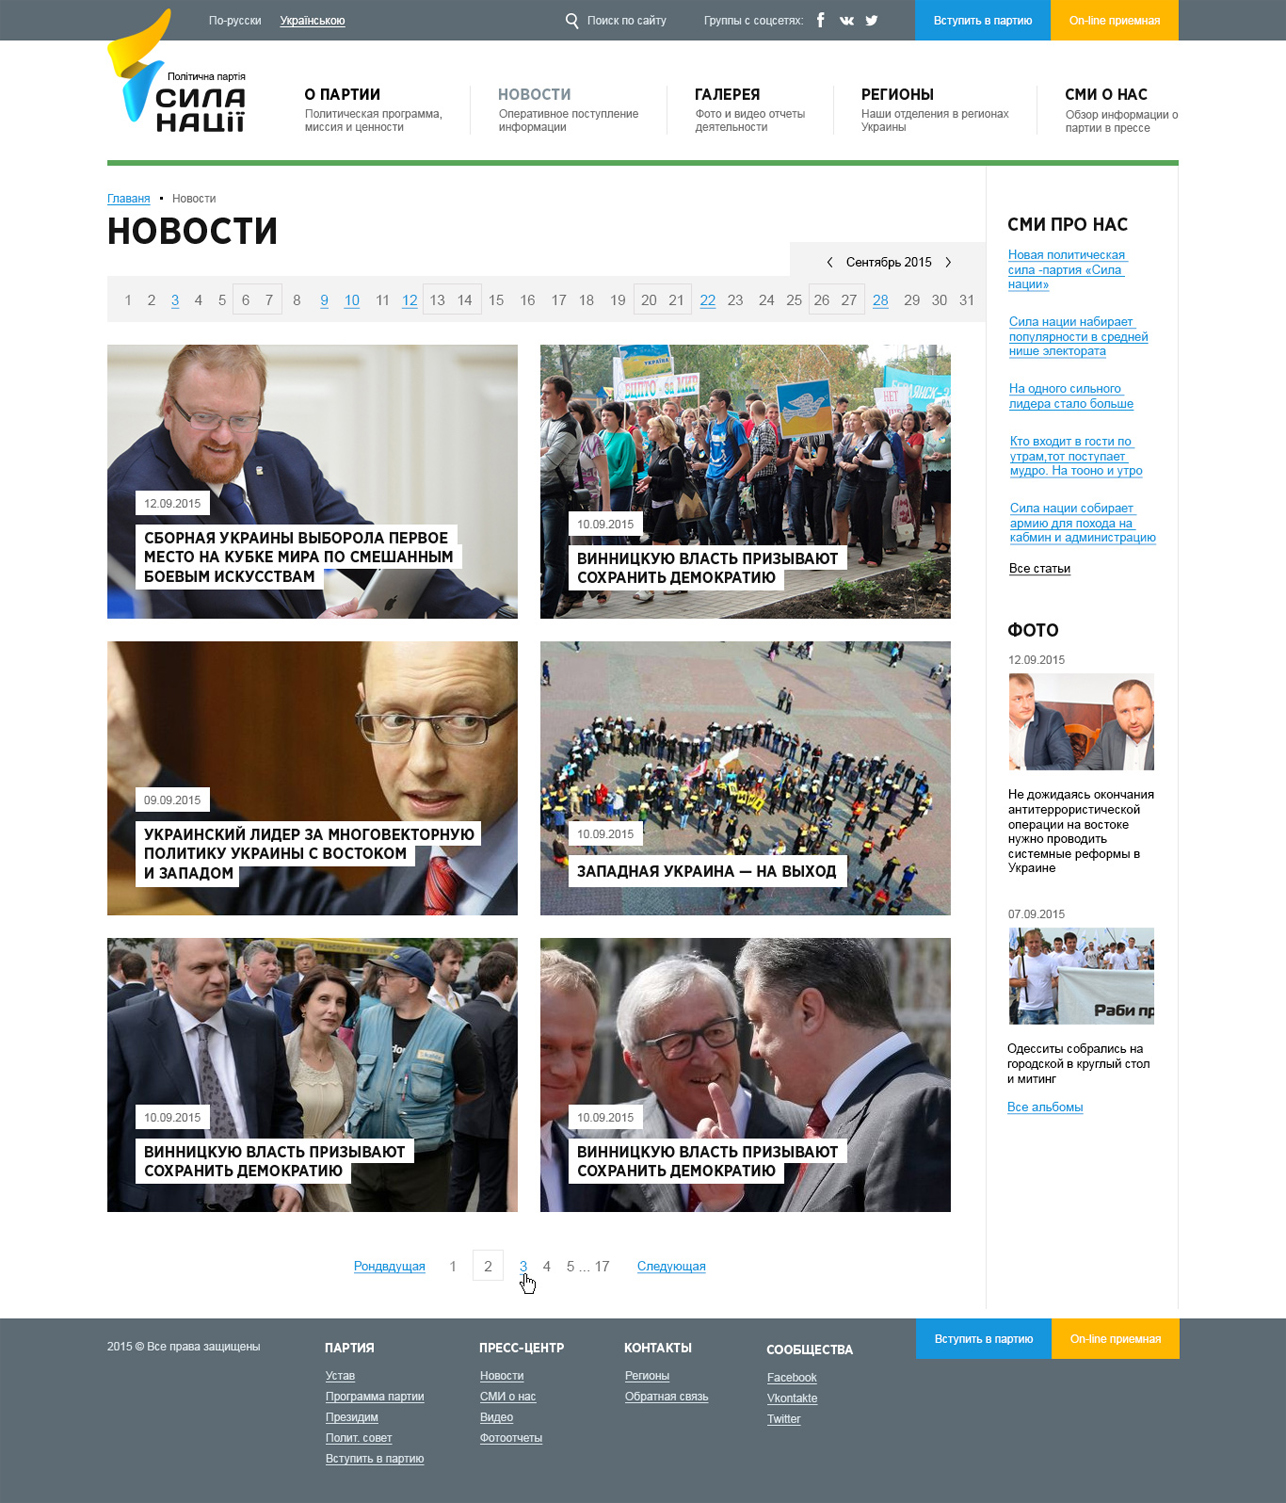 По-русски
Українською
Поиск по сайту
Группы с соцсетях:
Вступить в партию
On-line приемная
Політична партія
СИЛА
НАЦІЇ
О ПАРТИИ
Политическая программа,
миссия и ценности
НОВОСТИ
Оперативное поступление
информации
ГАЛЕРЕЯ
Фото и видео отчеты
деятельности
РЕГИОНЫ
Наши отделения в регионах
Украины
СМИ О НАС
Обзор информации о
партии в прессе
Главаня • Новости
НОВОСТИ
Сентябрь 2015
1 2 3 4 5 6 7 8 9 10 11 12 13 14 15 16 17 18 19 20 21 22 23 24 25 26 27 28 29 30 31
12.09.2015
СБОРНАЯ УКРАИНЫ ВЫБОРОЛА ПЕРВОЕ
МЕСТО НА КУБКЕ МИРА ПО СМЕШАННЫМ
БОЕВЫМ ИСКУССТВАМ
УКРАЇНА
НЕТ
10.09.2015
ВИННИЦКУЮ ВЛАСТЬ ПРИЗЫВАЮТ
СОХРАНИТЬ ДЕМОКРАТИЮ
09.09.2015
УКРАИНСКИЙ ЛИДЕР ЗА МНОГОВЕКТОРНУЮ
ПОЛИТИКУ УКРАИНЫ С ВОСТОКОМ
И ЗАПАДОМ
10.09.2015
ЗАПАДНАЯ УКРАИНА — НА ВЫХОД
10.09.2015
ВИННИЦКУЮ ВЛАСТЬ ПРИЗЫВАЮТ
СОХРАНИТЬ ДЕМОКРАТИЮ
10.09.2015
ВИННИЦКУЮ ВЛАСТЬ ПРИЗЫВАЮТ
СОХРАНИТЬ ДЕМОКРАТИЮ
Рондвдущая 1 2 3 4 5 ... 17 Следующая
СМИ ПРО НАС
Новая политическая
сила -партия «Сила
нации»
Сила нации набирает
популярности в средней
нише электората
На одного сильного
лидера стало больше
Кто входит в гости по
утрам,тот поступает
мудро. На тооно и утро
Сила нации собирает
армию для похода на
кабмин и администрацию
Все статьи
ФОТО
12.09.2015
Не дожидаясь окончания
антитеррористической
операции на востоке
нужно проводить
системные реформы в
Украине
07.09.2015
Раби пр
Одесситы собрались на
городской в круглый стол
и митинг
Все альбомы
2015 © Все права защищены
ПАРТИЯ
Устав
Программа партии
Президим
Полит. совет
Вступить в партию
ПРЕСС-ЦЕНТР
Новости
СМИ о нас
Видео
Фотоотчеты
КОНТАКТЫ
Регионы
Обратная связь
СООБЩЕСТВА
Facebook
Vkontakte
Twitter
Вступить в партию
On-line приемная